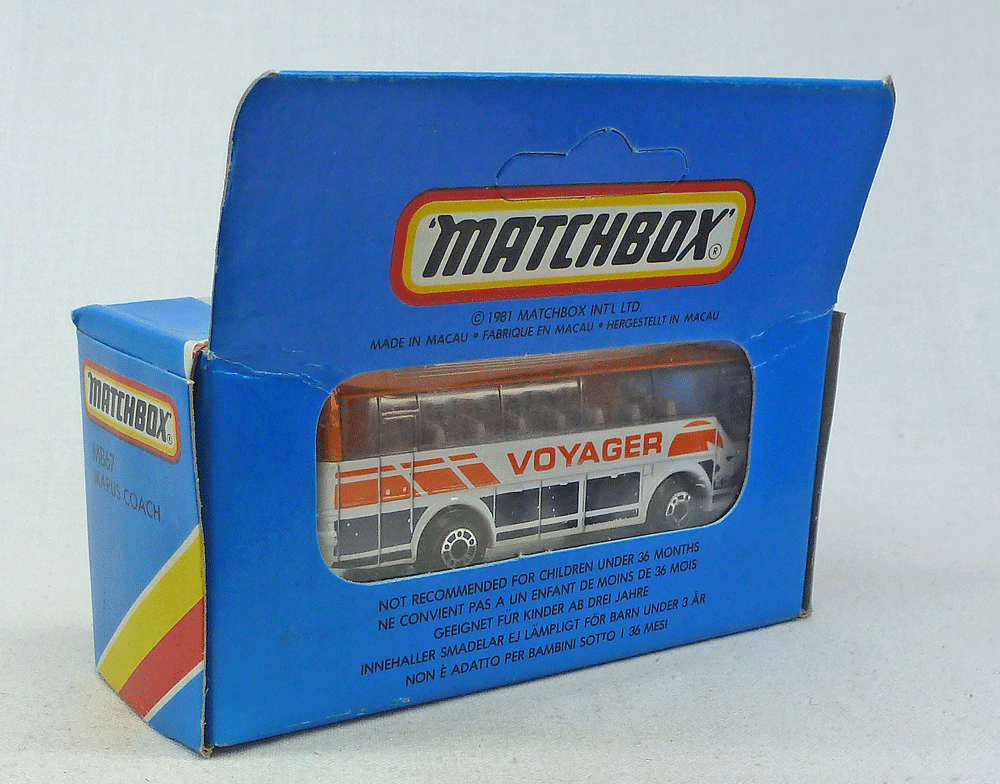 'MATCHBOX' ®
© 1981 MATCHBOX INT'L LTD.
MADE IN MACAU • FABRIQUE EN MACAU • HERGESTELLT IN MACAU
VOYAGER
NOT RECOMMENDED FOR CHILDREN UNDER 36 MONTHS
NE CONVIENT PAS A UN ENFANT DE MOINS DE 36 MOIS
GEEIGNET FÜR KINDER AB DREI JAHRE
INNEHALLER SMADELAR EJ LÄMPLIGT FÖR BARN UNDER 3 ÅR
NON È ADATTO PER BAMBINI SOTTO I 36 MESI
'MATCHBOX' ®
MB67
IKARUS COACH